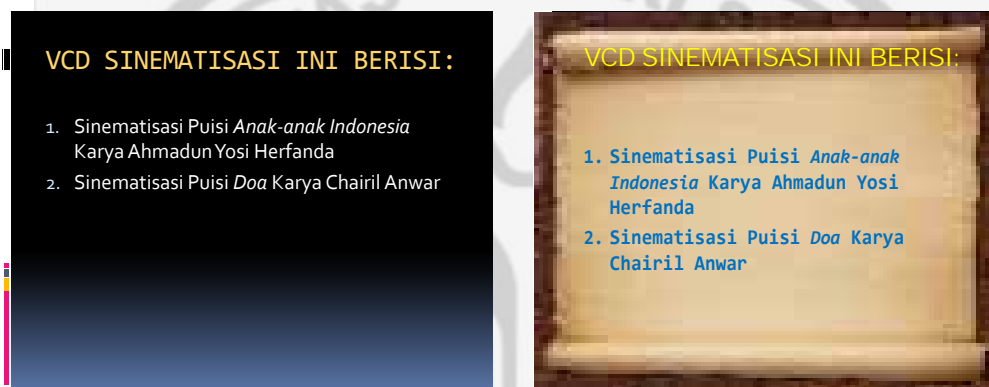 VCD SINEMATISASI INI BERISI:
1. Sinematisasi Puisi Anak-anak Indonesia
Karya Ahmadun Yosi Herfanda
2. Sinematisasi Puisi Doa Karya Chairil Anwar
VCD SINEMATISASI INI BERISI:
1. Sinematisasi Puisi Anak-anak
Indonesia Karya Ahmadun Yosi
Herfanda
2. Sinematisasi Puisi Doa Karya
Chairil Anwar